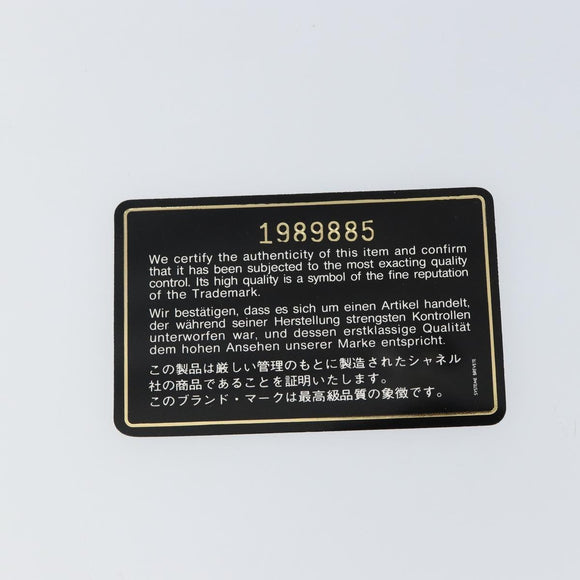 1989885
We certify the authenticity of this item and confirm
that it has been subjected to the most exacting quality
control. Its high quality is a symbol of the fine reputation
of the Trademark.
Wir bestätigen, dass es sich um einen Artikel handelt,
der während seiner Herstellung strengsten Kontrollen
unterworfen war, und dessen erstklassige Qualität
dem hohen Ansehen unserer Marke entspricht.
この製品は厳しい管理のもとに製造されたシャネル
社の商品であることを証明いたします。
このブランド・マークは最高級品質の象徴です。
SYSTEME BREVETE